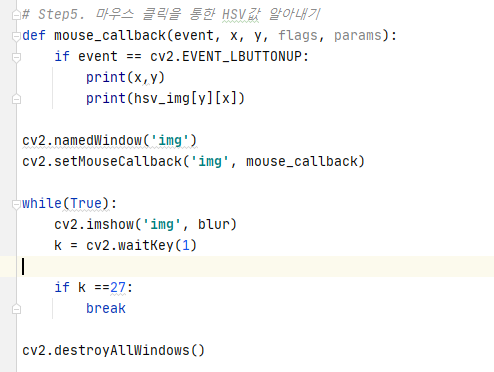 # Step5. 마우스 클릭을 통한 HSV값 알아내기
def mouse_callback(event, x, y, flags, params):
    if event == cv2.EVENT_LBUTTONUP:
        print(x,y)
        print(hsv_img[y][x])
cv2.namedWindow('img')
cv2.setMouseCallback('img', mouse_callback)
while(True):
    cv2.imshow('img', blur)
    k = cv2.waitKey(1)
    if k ==27:
        break
cv2.destroyAllWindows()